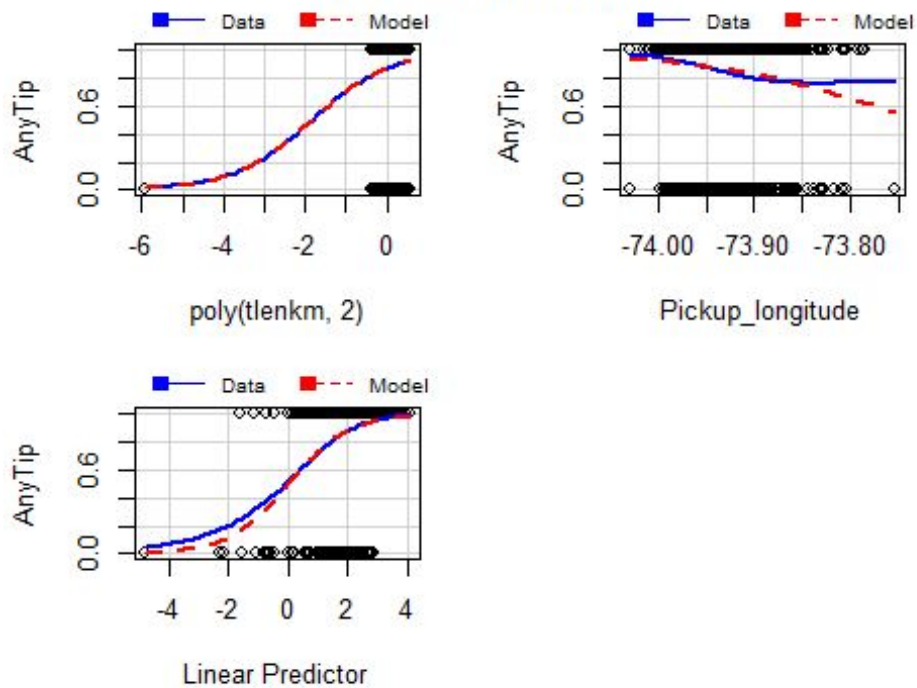 Data Model
AnyTip
0.0 0.6
-6 -4 -2 0
poly(tlenkm, 2)
Data Model
AnyTip
0.0 0.6
-74.00 -73.90 -73.80
Pickup_longitude
Data Model
AnyTip
0.0 0.6
-4 -2 0 2 4
Linear Predictor